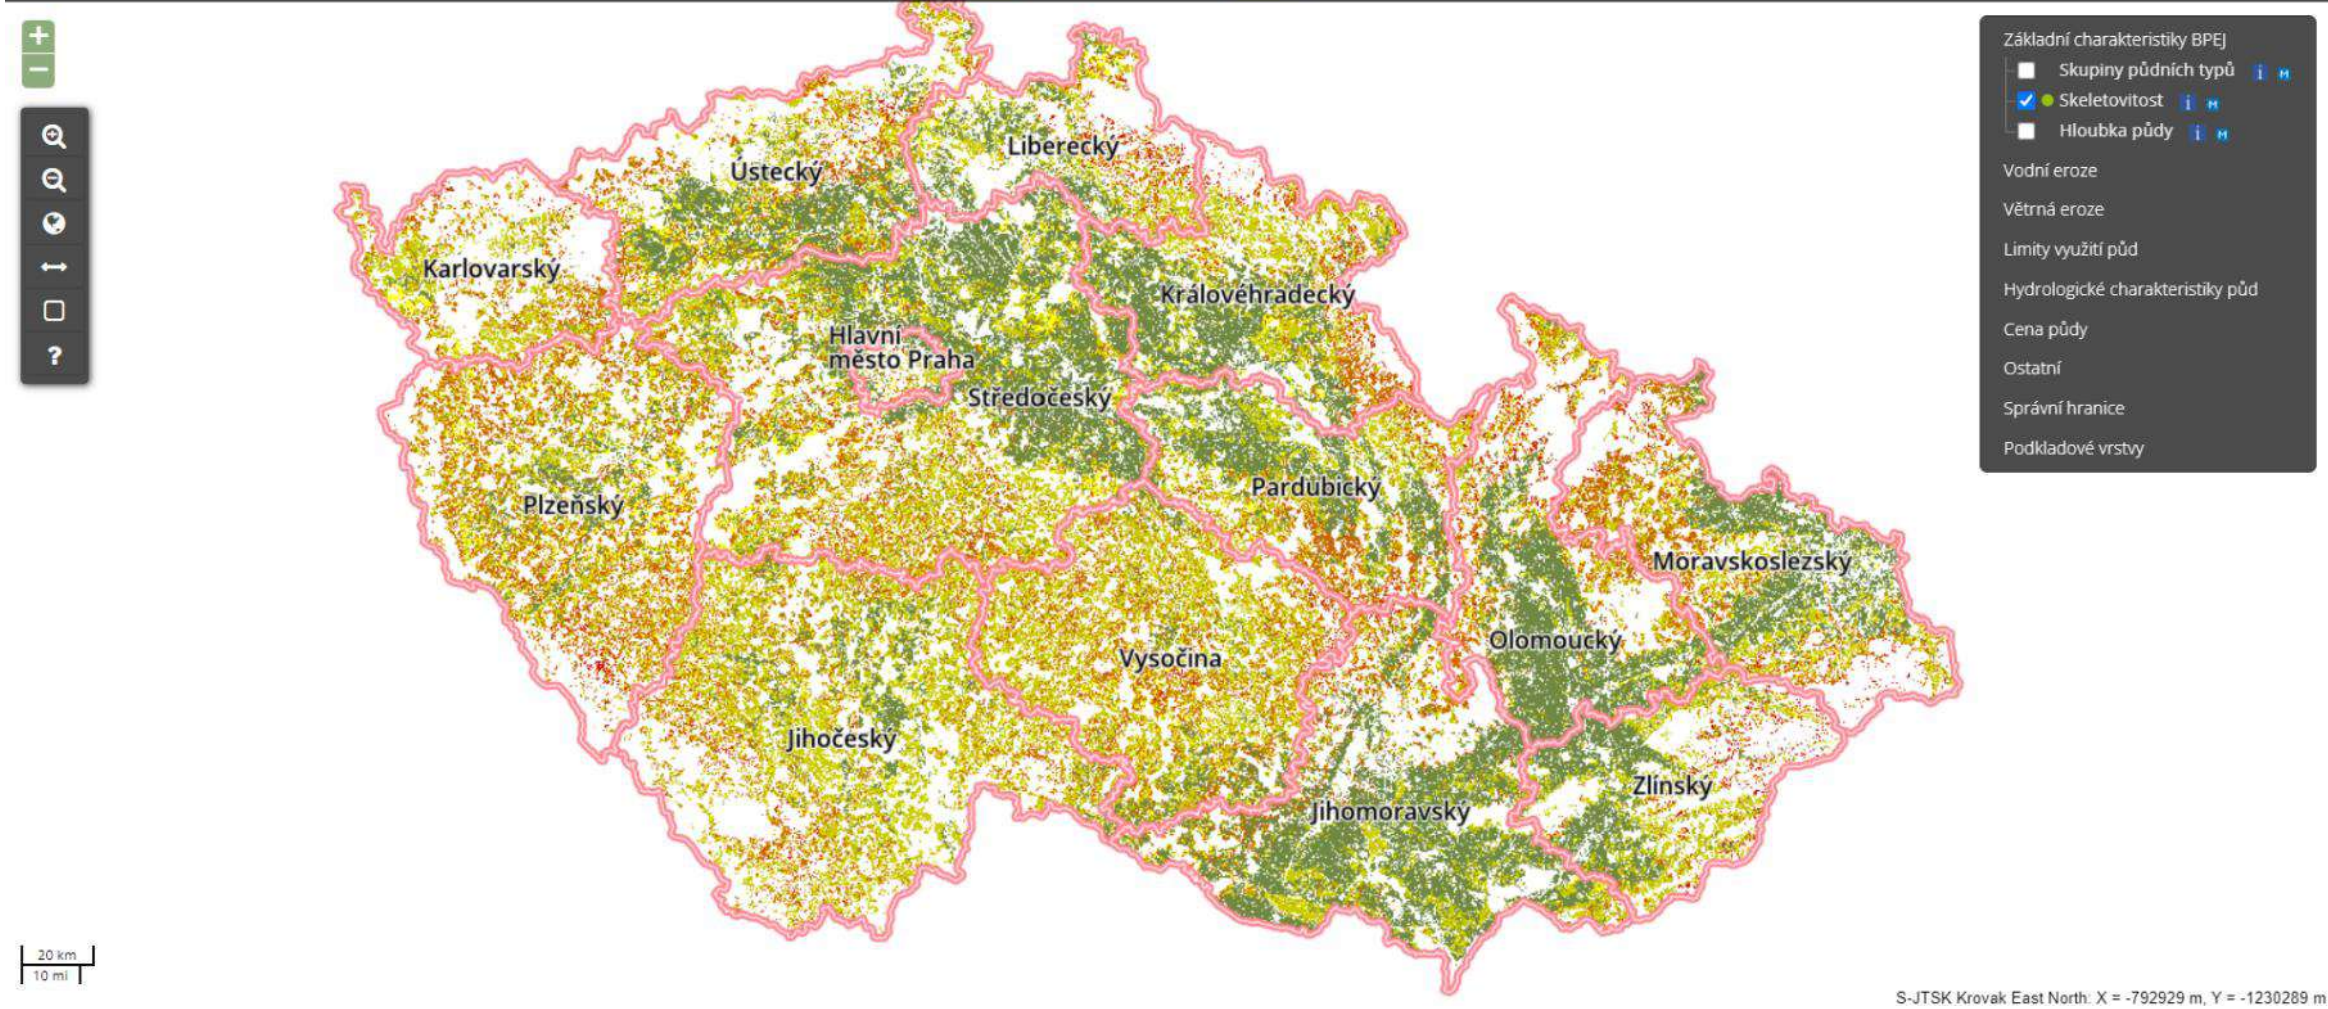 +
−
?
Základní charakteristiky BPEJ
Skupiny půdních typů i M
Skeletovitost i M
Hloubka půdy i M
Vodní eroze
Větrná eroze
Limity využití půd
Hydrologické charakteristiky půd
Cena půdy
Ostatní
Správní hranice
Podkladové vrstvy
Liberecký
Ústecký
Karlovarský
Královéhradecký
Hlavní
město Praha
Středočeský
Pardubický
Plzeňský
Moravskoslezský
Olomoucký
Vysočina
Jihočeský
Zlínský
Jihomoravský
20 km
10 mi
S-JTSK Krovak East North: X = -792929 m, Y = -1230289 m